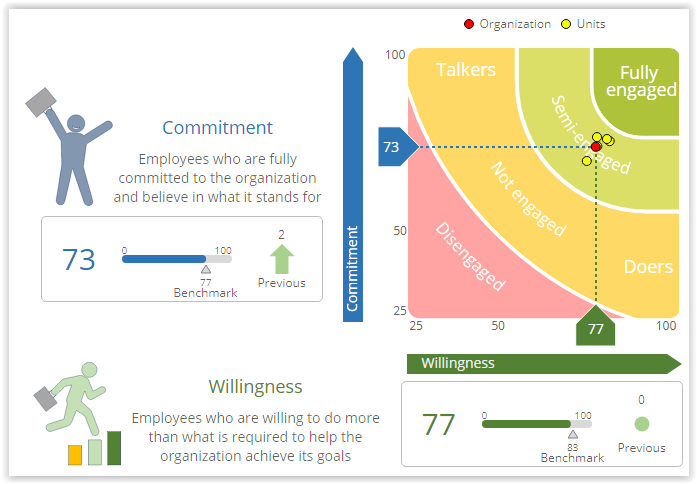 Organization
Units
100
Talkers
Fully
engaged
Semi-engaged
73
Not engaged
50
Disengaged
Doers
25
25
50
100
77
Commitment
Willingness
Commitment
Employees who are fully
committed to the organization
and believe in what it stands for
73
0
100
77
Benchmark
2
Previous
Willingness
Employees who are willing to do more
than what is required to help the
organization achieve its goals
77
0
100
83
Benchmark
0
Previous